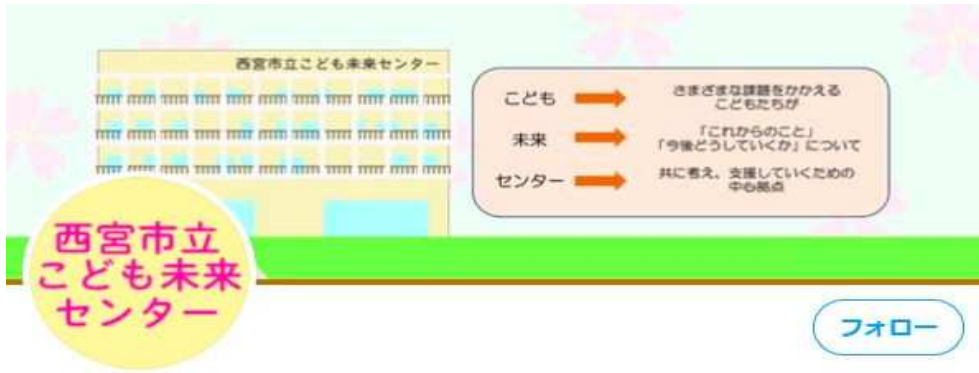 西宮市立こども未来センター
こども
さまざまな課題をかかえる
こどもたちが
未来
「これからのこと」
「今後どうしていくか」について
センター
共に考え、支援していくための
中心拠点
西宮市立
こども未来
センター
フォロー